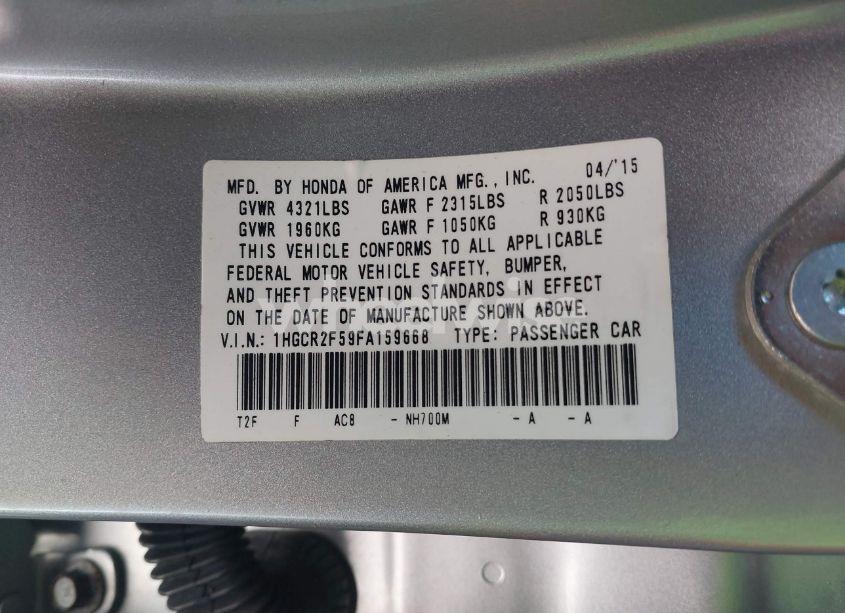 MFD. BY HONDA OF AMERICA MFG., INC. 04/'15
GVWR 4321LBS GAWR F 2315LBS R 2050LBS
GVWR 1960KG GAWR F 1050KG R 930KG
THIS VEHICLE CONFORMS TO ALL APPLICABLE
FEDERAL MOTOR VEHICLE SAFETY, BUMPER,
AND THEFT PREVENTION STANDARDS IN EFFECT
ON THE DATE OF MANUFACTURE SHOWN ABOVE.
V.I.N.: 1HGCR2F59FA159668 TYPE: PASSENGER CAR
T2F F AC8 - NH700M - A - A